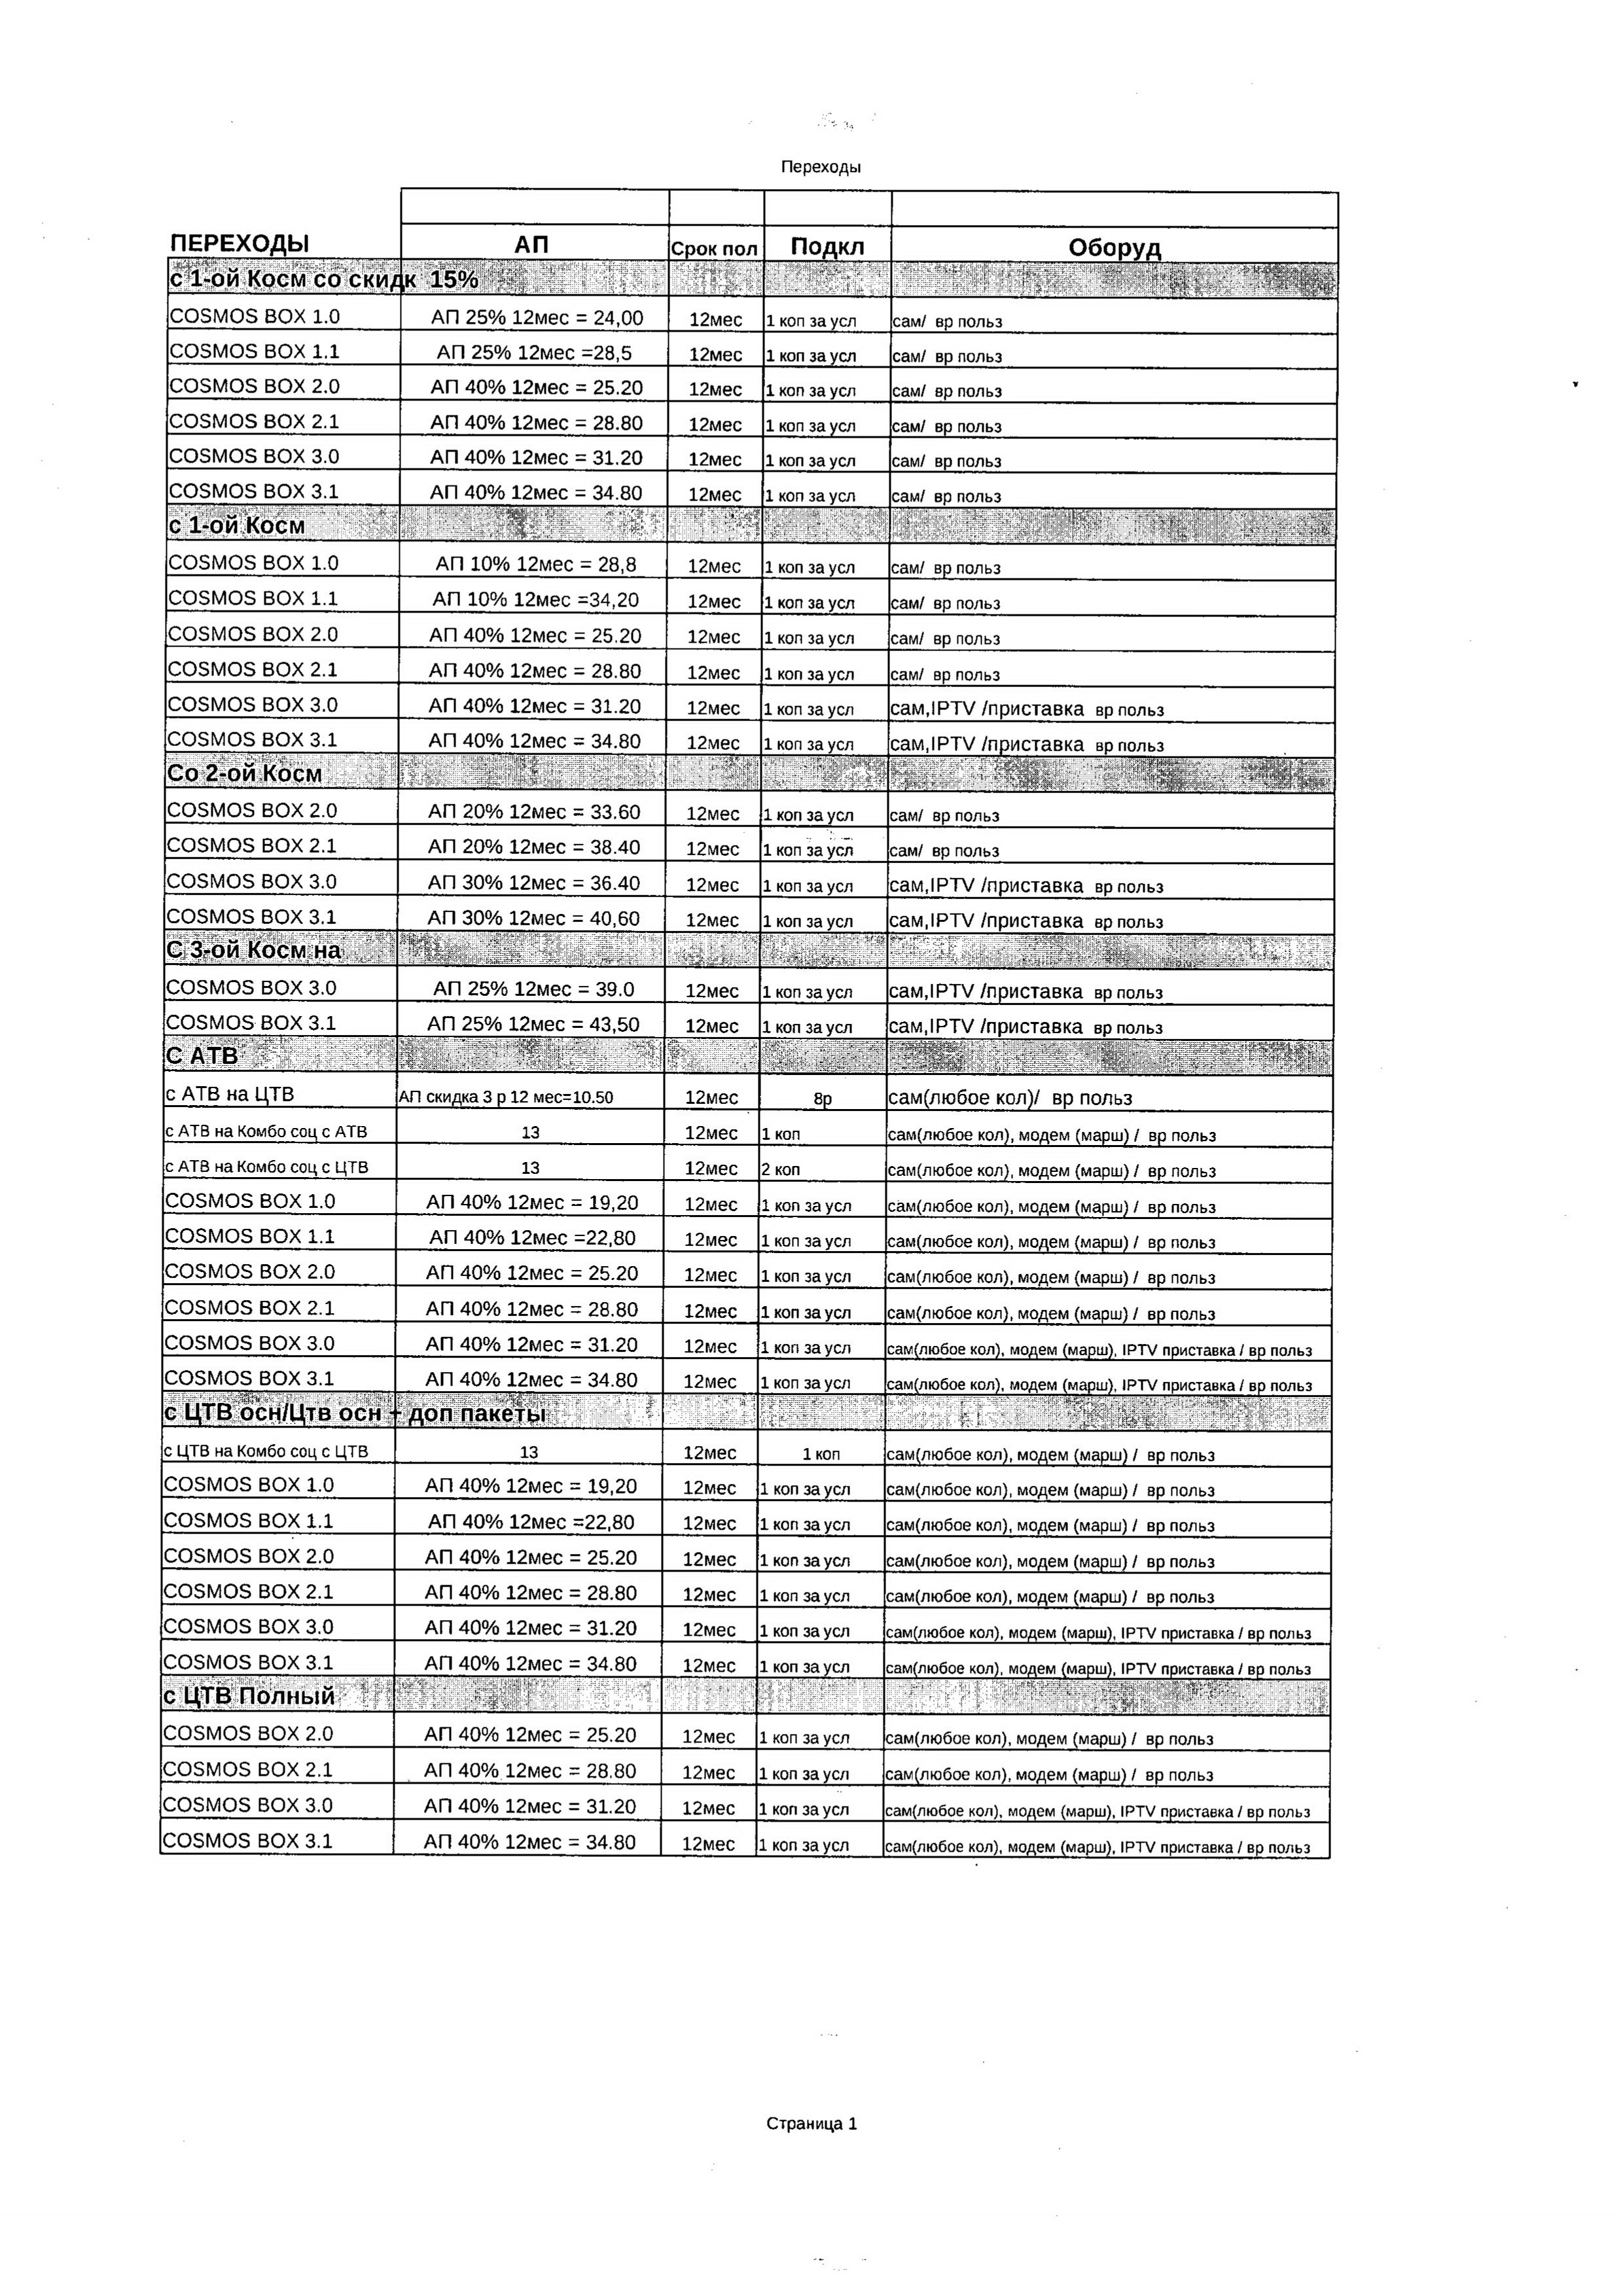 Переходы
ПЕРЕХОДЫ АП Срок пол Подкл Оборуд
с 1-ой Косм со скидк 15%
COSMOS BOX 1.0 АП 25% 12мес = 24,00 12мес 1 коп за усл сам/ вр польз
COSMOS BOX 1.1 АП 25% 12мес =28,5 12мес 1 коп за усл сам/ вр польз
COSMOS BOX 2.0 АП 40% 12мес = 25.20 12мес 1 коп за усл сам/ вр польз
COSMOS BOX 2.1 АП 40% 12мес = 28.80 12мес 1 коп за усл сам/ вр польз
COSMOS BOX 3.0 АП 40% 12мес = 31.20 12мес 1 коп за усл сам/ вр польз
COSMOS BOX 3.1 АП 40% 12мес = 34.80 12мес 1 коп за усл сам/ вр польз
с 1-ой Косм
COSMOS BOX 1.0 АП 10% 12мес = 28,8 12мес 1 коп за усл сам/ вр польз
COSMOS BOX 1.1 АП 10% 12мес =34,20 12мес 1 коп за усл сам/ вр польз
COSMOS BOX 2.0 АП 40% 12мес = 25.20 12мес 1 коп за усл сам/ вр польз
COSMOS BOX 2.1 АП 40% 12мес = 28.80 12мес 1 коп за усл сам/ вр польз
COSMOS BOX 3.0 АП 40% 12мес = 31.20 12мес 1 коп за усл сам,IPTV /приставка вр польз
COSMOS BOX 3.1 АП 40% 12мес = 34.80 12мес 1 коп за усл сам,IPTV /приставка вр польз
Со 2-ой Косм
COSMOS BOX 2.0 АП 20% 12мес = 33.60 12мес 1 коп за усл сам/ вр польз
COSMOS BOX 2.1 АП 20% 12мес = 38.40 12мес 1 коп за усл сам/ вр польз
COSMOS BOX 3.0 АП 30% 12мес = 36.40 12мес 1 коп за усл сам,IPTV /приставка вр польз
COSMOS BOX 3.1 АП 30% 12мес = 40,60 12мес 1 коп за усл сам,IPTV /приставка вр польз
С 3-ой Косм на
COSMOS BOX 3.0 АП 25% 12мес = 39.0 12мес 1 коп за усл сам,IPTV /приставка вр польз
COSMOS BOX 3.1 АП 25% 12мес = 43,50 12мес 1 коп за усл сам,IPTV /приставка вр польз
С АТВ
с АТВ на ЦТВ АП скидка 3 р 12 мес=10.50 12мес 8р сам(любое кол)/ вр польз
с АТВ на Комбо соц с АТВ 13 12мес 1 коп сам(любое кол), модем (марш) / вр польз
с АТВ на Комбо соц с ЦТВ 13 12мес 2 коп сам(любое кол), модем (марш) / вр польз
COSMOS BOX 1.0 АП 40% 12мес = 19,20 12мес 1 коп за усл сам(любое кол), модем (марш) / вр польз
COSMOS BOX 1.1 АП 40% 12мес =22,80 12мес 1 коп за усл сам(любое кол), модем (марш) / вр польз
COSMOS BOX 2.0 АП 40% 12мес = 25.20 12мес 1 коп за усл сам(любое кол), модем (марш) / вр польз
COSMOS BOX 2.1 АП 40% 12мес = 28.80 12мес 1 коп за усл сам(любое кол), модем (марш) / вр польз
COSMOS BOX 3.0 АП 40% 12мес = 31.20 12мес 1 коп за усл сам(любое кол), модем (марш), IPTV приставка / вр польз
COSMOS BOX 3.1 АП 40% 12мес = 34.80 12мес 1 коп за усл сам(любое кол), модем (марш), IPTV приставка / вр польз
с ЦТВ осн/Цтв осн + доп пакеты
с ЦТВ на Комбо соц с ЦТВ 13 12мес 1 коп сам(любое кол), модем (марш) / вр польз
COSMOS BOX 1.0 АП 40% 12мес = 19,20 12мес 1 коп за усл сам(любое кол), модем (марш) / вр польз
COSMOS BOX 1.1 АП 40% 12мес =22,80 12мес 1 коп за усл сам(любое кол), модем (марш) / вр польз
COSMOS BOX 2.0 АП 40% 12мес = 25.20 12мес 1 коп за усл сам(любое кол), модем (марш) / вр польз
COSMOS BOX 2.1 АП 40% 12мес = 28.80 12мес 1 коп за усл сам(любое кол), модем (марш) / вр польз
COSMOS BOX 3.0 АП 40% 12мес = 31.20 12мес 1 коп за усл сам(любое кол), модем (марш), IPTV приставка / вр польз
COSMOS BOX 3.1 АП 40% 12мес = 34.80 12мес 1 коп за усл сам(любое кол), модем (марш), IPTV приставка / вр польз
с ЦТВ Полный
COSMOS BOX 2.0 АП 40% 12мес = 25.20 12мес 1 коп за усл сам(любое кол), модем (марш) / вр польз
COSMOS BOX 2.1 АП 40% 12мес = 28.80 12мес 1 коп за усл сам(любое кол), модем (марш) / вр польз
COSMOS BOX 3.0 АП 40% 12мес = 31.20 12мес 1 коп за усл сам(любое кол), модем (марш), IPTV приставка / вр польз
COSMOS BOX 3.1 АП 40% 12мес = 34.80 12мес 1 коп за усл сам(любое кол), модем (марш), IPTV приставка / вр польз
Страница 1